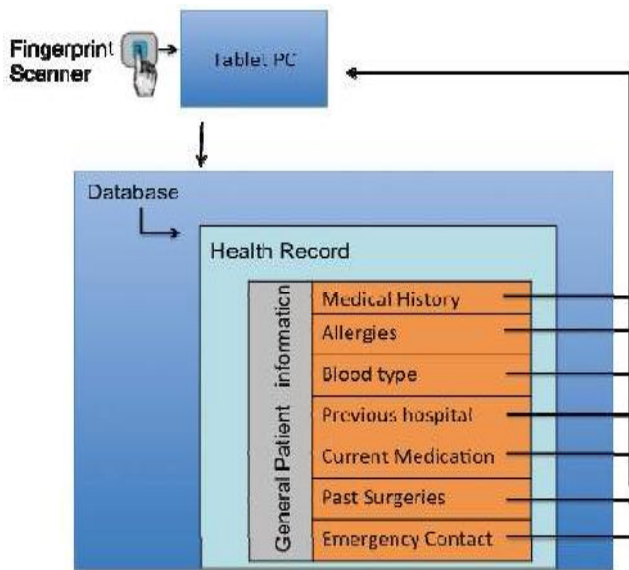 Fingerprint
Scanner
Tablet PC
Database
Health Record
General Patient information
Medical History
Allergies
Blood type
Previous hospital
Current Medication
Past Surgeries
Emergency Contact